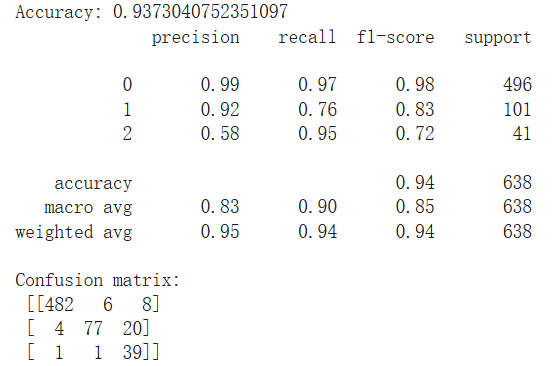 Accuracy: 0.9373040752351097
precision recall f1-score support
0 0.99 0.97 0.98 496
1 0.92 0.76 0.83 101
2 0.58 0.95 0.72 41
accuracy 0.94 638
macro avg 0.83 0.90 0.85 638
weighted avg 0.95 0.94 0.94 638
Confusion matrix:
[[482 6 8]
[ 4 77 20]
[ 1 1 39]]